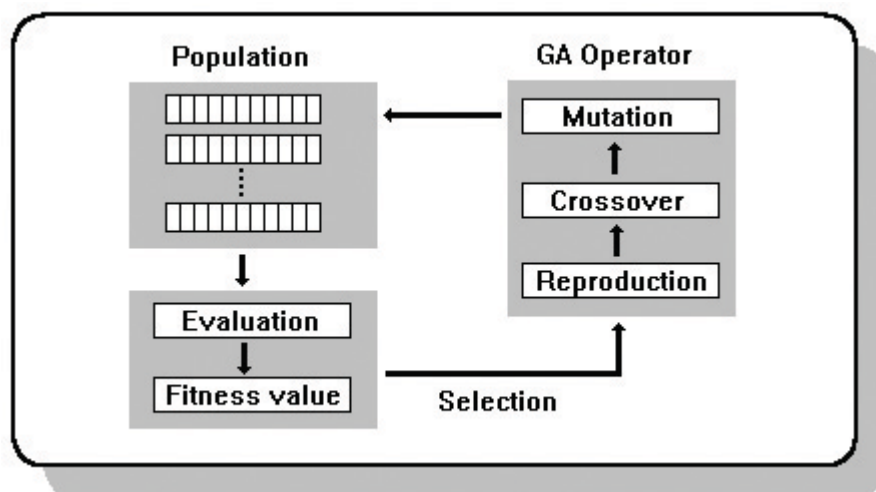 Population
GA Operator
Mutation
Crossover
Reproduction
Evaluation
Fitness value
Selection